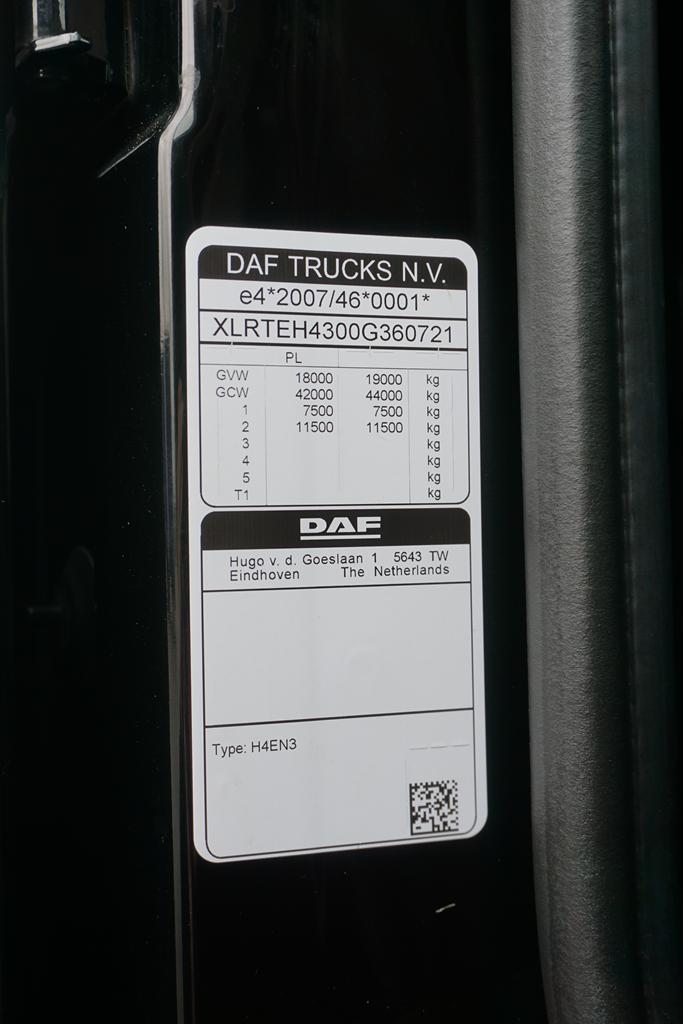 DAF TRUCKS N.V.
e4*2007/46*0001*
XLRTEH4300G360721
PL
GVW 18000 19000 kg
GCW 42000 44000 kg
1 7500 7500 kg
2 11500 11500 kg
3 kg
4 kg
5 kg
T1 kg
DAF
Hugo v. d. Goeslaan 1 5643 TW
Eindhoven The Netherlands
Type: H4EN3